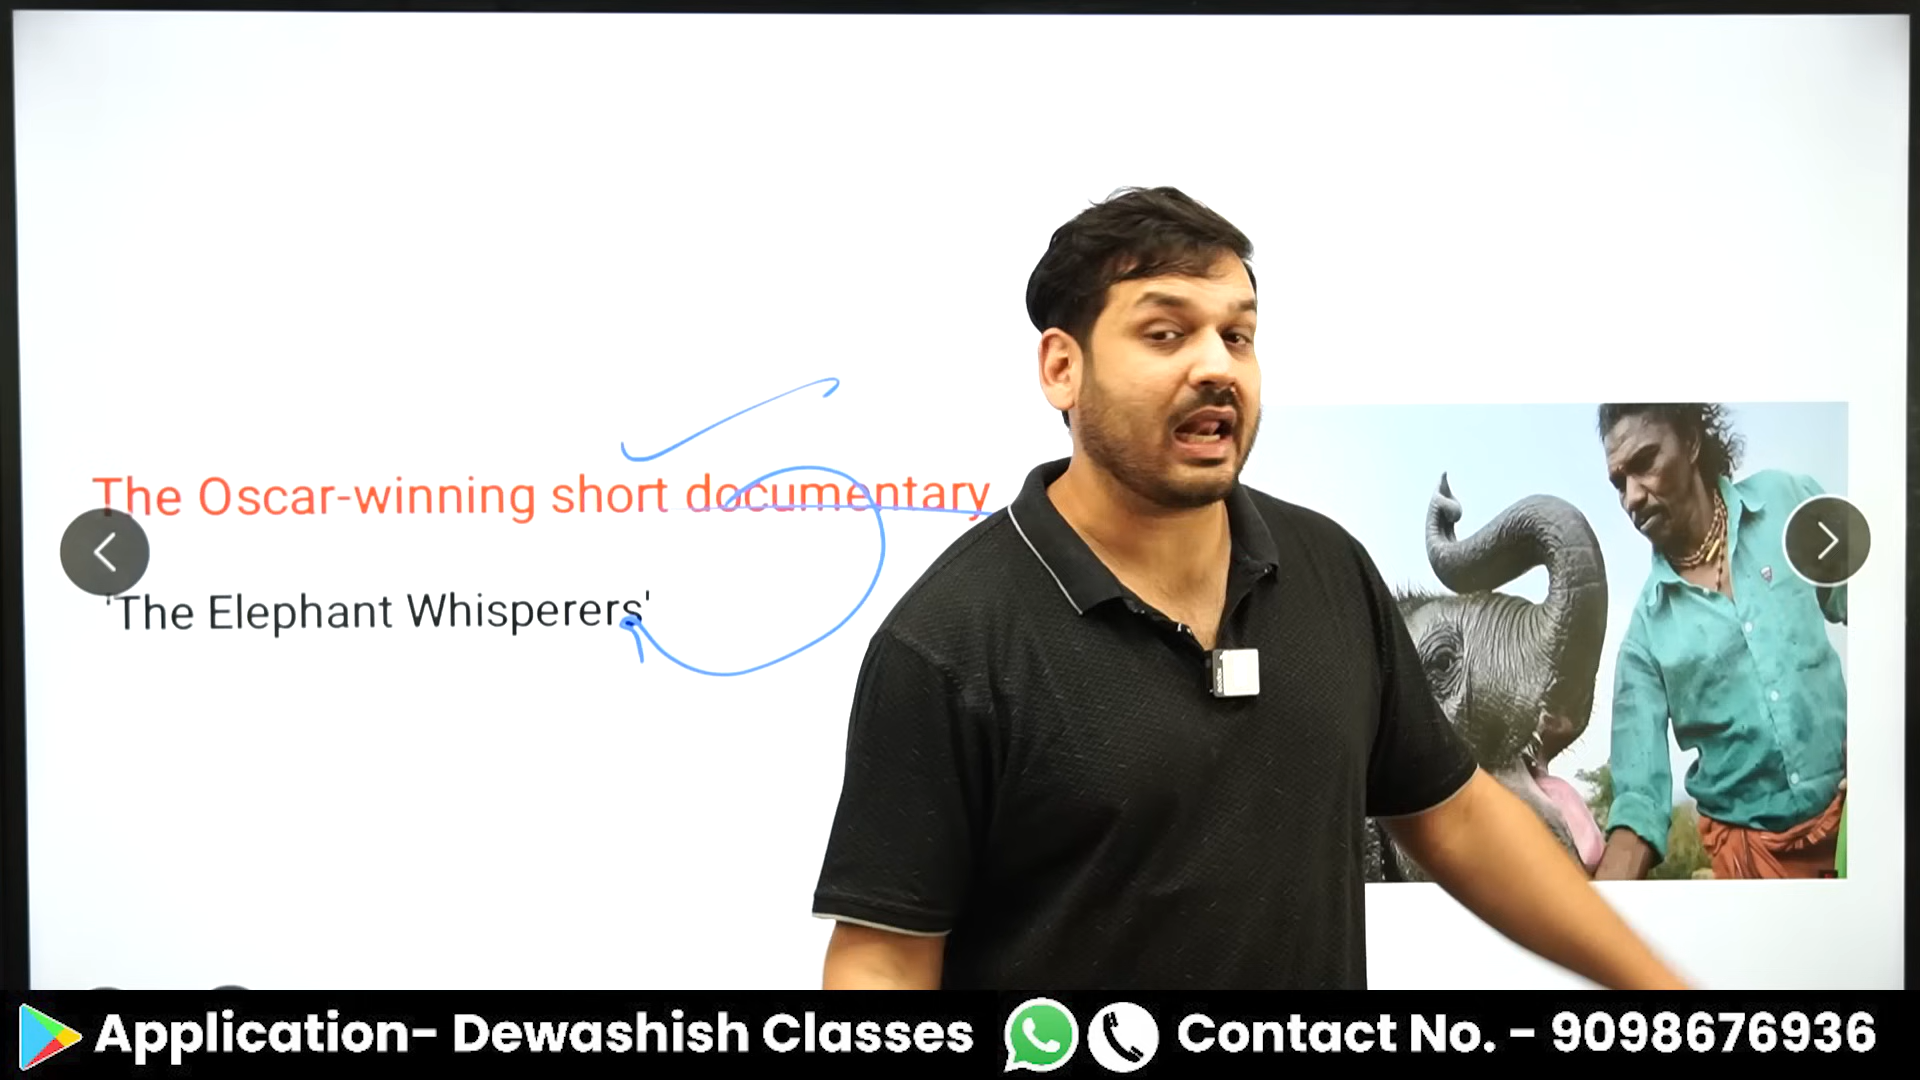 The Oscar-winning short documentary
'The Elephant Whisperers'
Application- Dewashish Classes
Contact No. - 9098676936